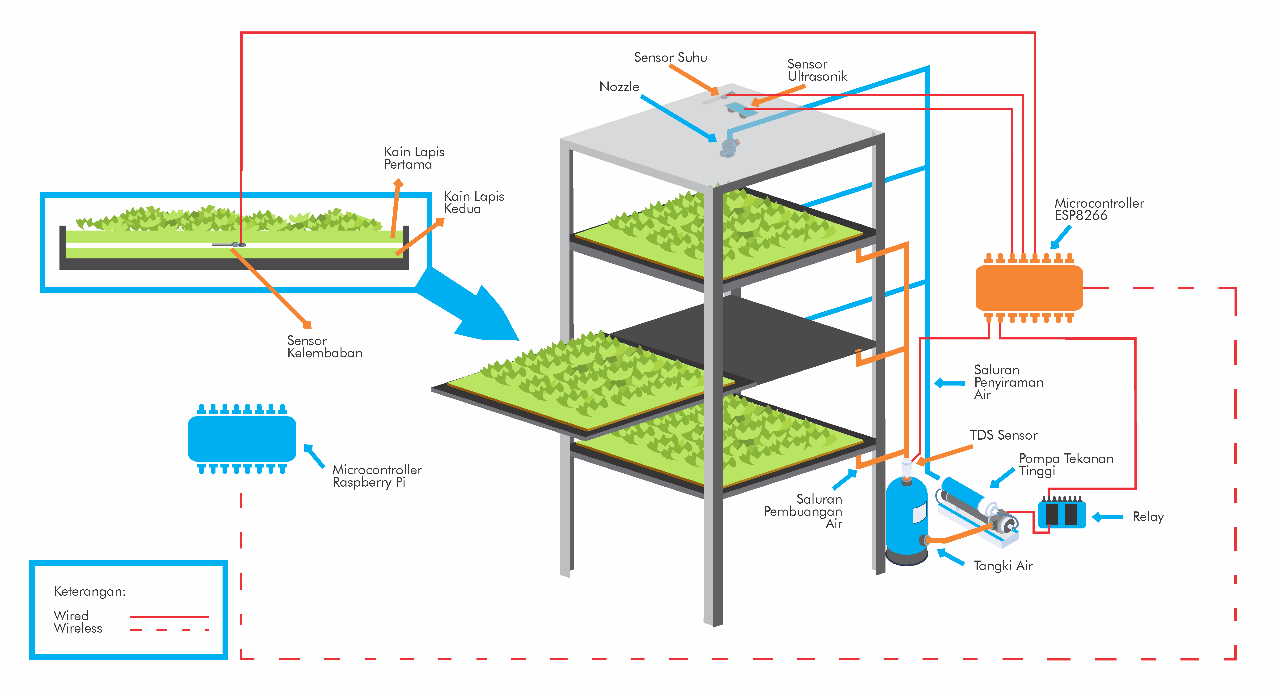 Sensor Suhu
Sensor
Ultrasonik
Nozzle
Kain Lapis
Pertama
Kain Lapis
Kedua
Microcontroller
ESP8266
Sensor
Kelembaban
Saluran
Penyiraman
Air
TDS Sensor
Pompa Tekanan
Tinggi
Microcontroller
Raspberry Pi
Saluran
Pembuangan
Air
Relay
Tangki Air
Keterangan:
Wired
Wireless